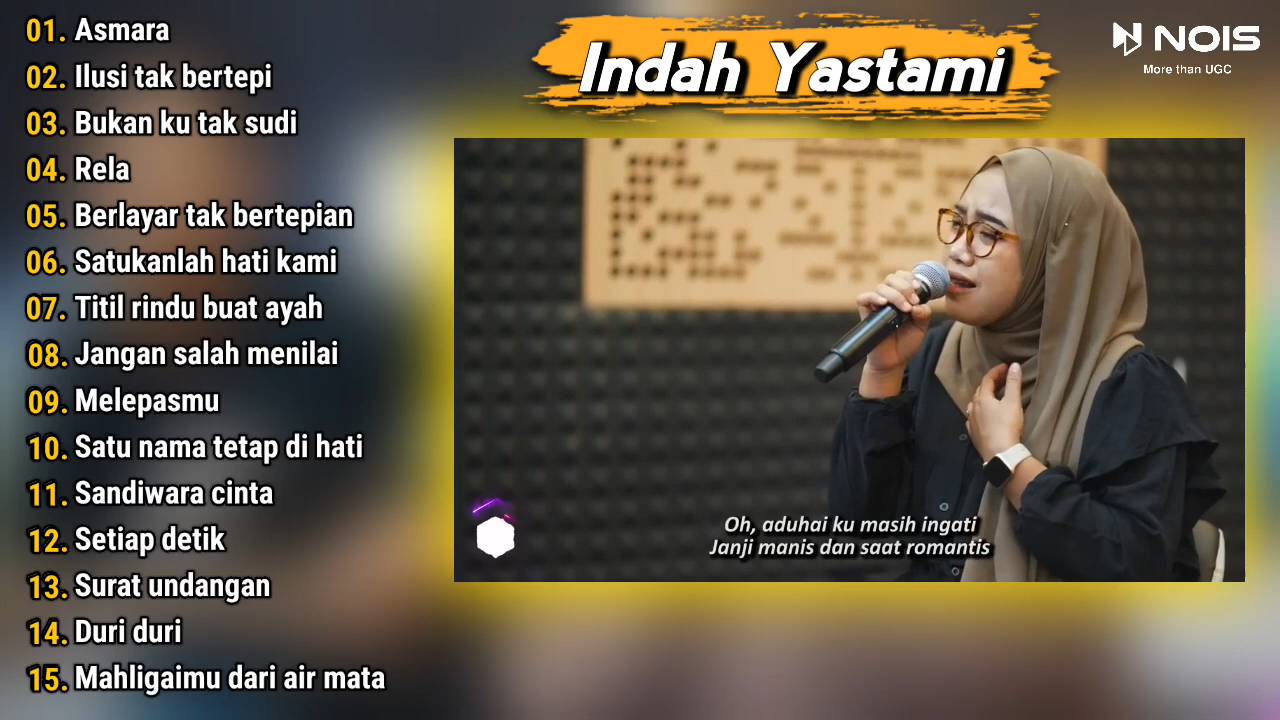 01. Asmara
02. Ilusi tak bertepi
03. Bukan ku tak sudi
04. Rela
05. Berlayar tak bertepian
06. Satukanlah hati kami
07. Titil rindu buat ayah
08. Jangan salah menilai
09. Melepasmu
10. Satu nama tetap di hati
11. Sandiwara cinta
12. Setiap detik
13. Surat undangan
14. Duri duri
15. Mahligaimu dari air mata
Indah Yastami
NOIS
More than UGC
Oh, aduhai ku masih ingati
Janji manis dan saat romantis